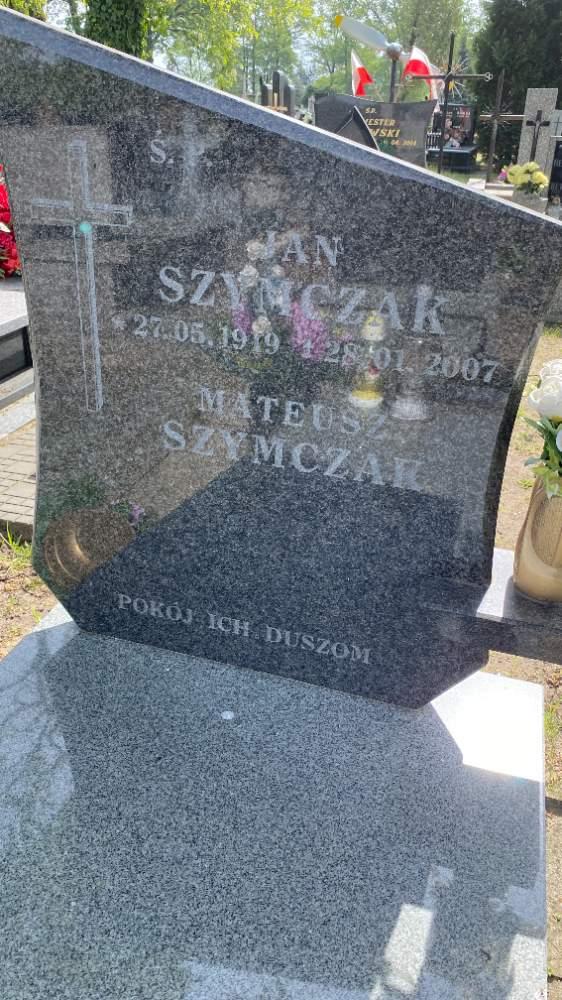 Ś. P.
JAN
SZYMCZAK
* 27.05.1919 † 28.01.2007
MATEUSZ
SZYMCZAK
POKÓJ ICH DUSZOM
Ś.P.